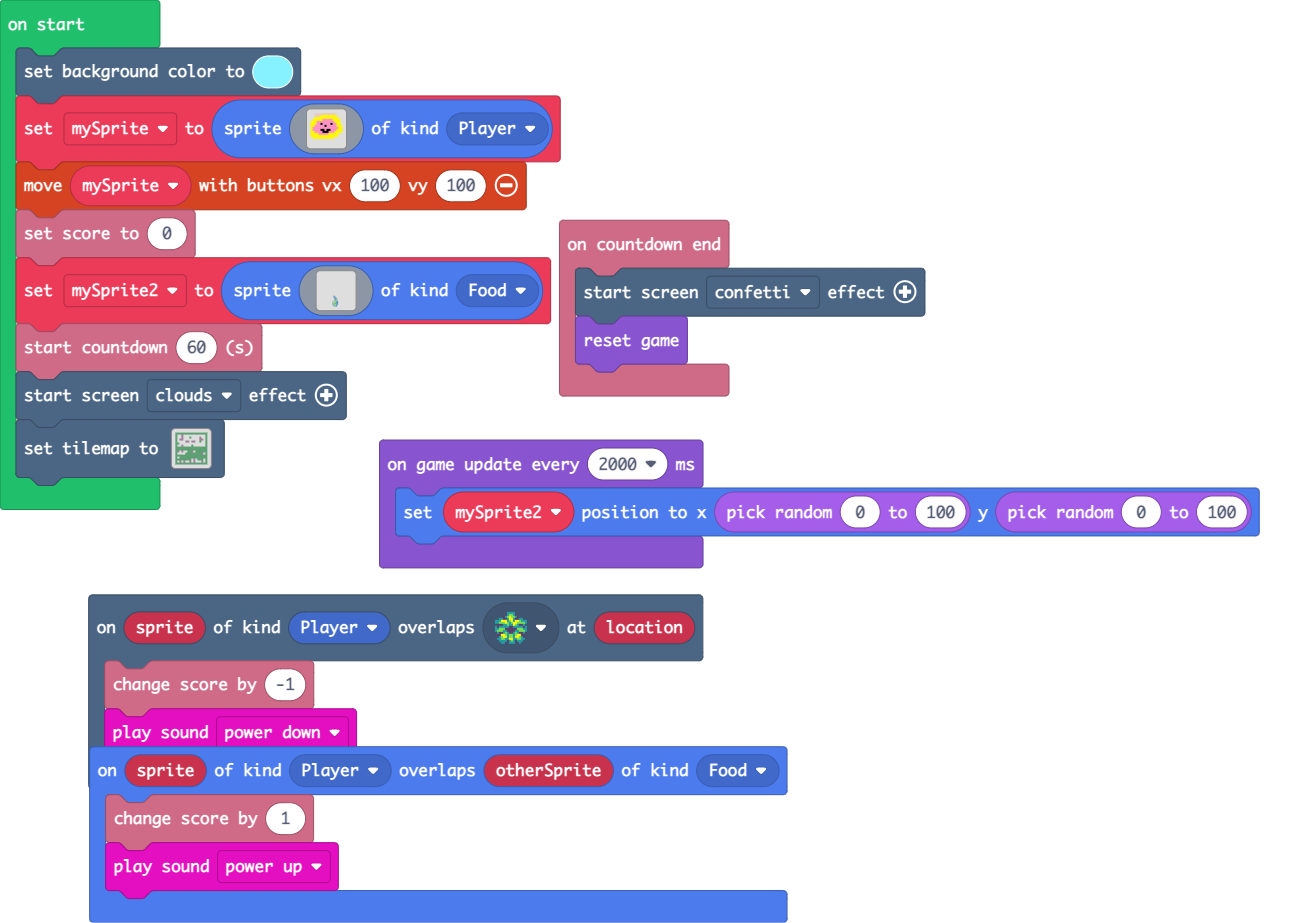 on start
set background color to
set mySprite to sprite of kind Player
move mySprite with buttons vx 100 vy 100
set score to 0
set mySprite2 to sprite of kind Food
start countdown 60 (s)
start screen clouds effect
set tilemap to
on countdown end
start screen confetti effect
reset game
on game update every 2000 ms
set mySprite2 position to x pick random 0 to 100 y pick random 0 to 100
on sprite of kind Player overlaps at location
change score by -1
play sound power down
on sprite of kind Player overlaps otherSprite of kind Food
change score by 1
play sound power up